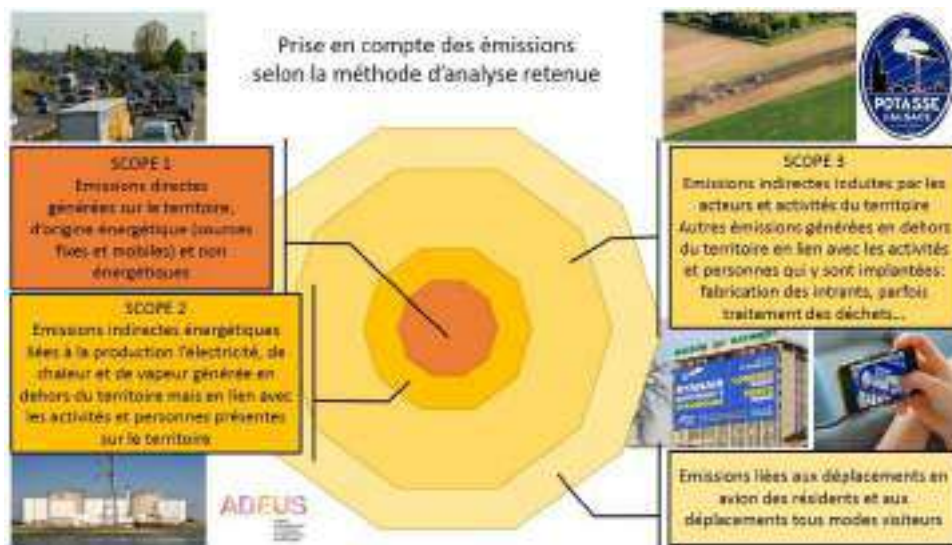 Prise en compte des émissions
selon la méthode d'analyse retenue
POTASSE
D'ALSACE
SCOPE 1
Emissions directes
générées sur le territoire,
d'origine énergétique (sources
fixes et mobiles) et non
énergétiques
SCOPE 2
Emissions indirectes énergétiques
liées à la production l'électricité, de
chaleur et de vapeur générée en
dehors du territoire mais en lien avec
les activités et personnes présentes
sur le territoire
SCOPE 3
Emissions indirectes induites par les
acteurs et activités du territoire
Autres émissions générées en dehors
du territoire en lien avec les activités
et personnes qui y sont implantées:
fabrication des intrants, parfois
traitement des déchets...
RYANAIR
Emissions liées aux déplacements en
avion des résidents et aux
déplacements tous modes visiteurs
ADEUS